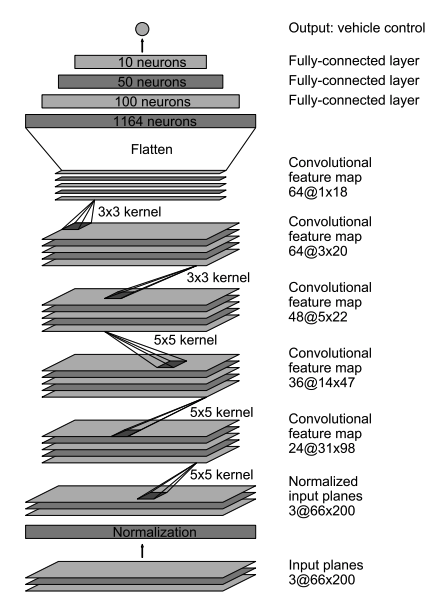 Output: vehicle control
10 neurons
Fully-connected layer
50 neurons
Fully-connected layer
100 neurons
Fully-connected layer
1164 neurons
Flatten
Convolutional
feature map
64@1x18
3x3 kernel
Convolutional
feature map
64@3x20
3x3 kernel
Convolutional
feature map
48@5x22
5x5 kernel
Convolutional
feature map
36@14x47
5x5 kernel
Convolutional
feature map
24@31x98
5x5 kernel
Normalized
input planes
3@66x200
Normalization
Input planes
3@66x200